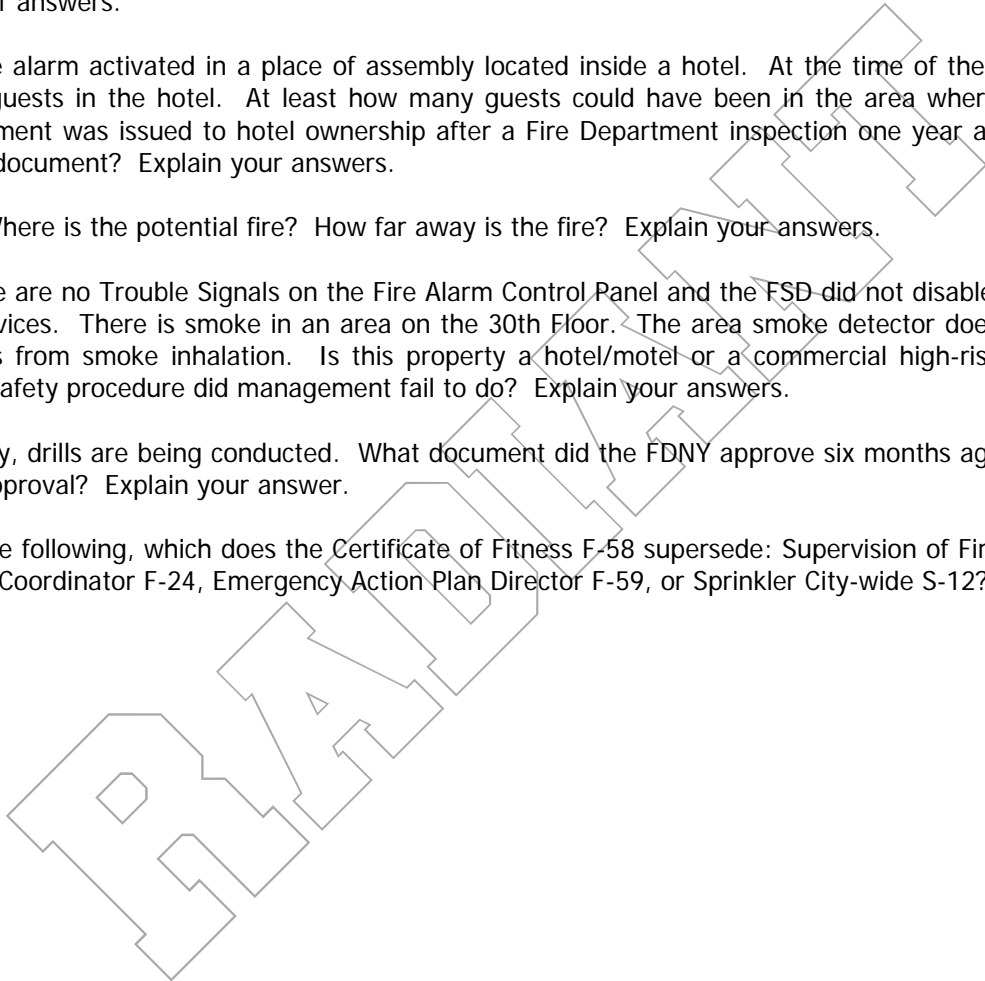 r answers.
e alarm activated in a place of assembly located inside a hotel. At the time of the
guests in the hotel. At least how many guests could have been in the area wher
ment was issued to hotel ownership after a Fire Department inspection one year a
document? Explain your answers.
Where is the potential fire? How far away is the fire? Explain your answers.
e are no Trouble Signals on the Fire Alarm Control Panel and the FSD did not disable
vices. There is smoke in an area on the 30th Floor. The area smoke detector doe
s from smoke inhalation. Is this property a hotel/motel or a commercial high-ris
afety procedure did management fail to do? Explain your answers.
y, drills are being conducted. What document did the FDNY approve six months ag
pproval? Explain your answer.
e following, which does the Certificate of Fitness F-58 supersede: Supervision of Fir
Coordinator F-24, Emergency Action Plan Director F-59, or Sprinkler City-wide S-12?
RADIANT